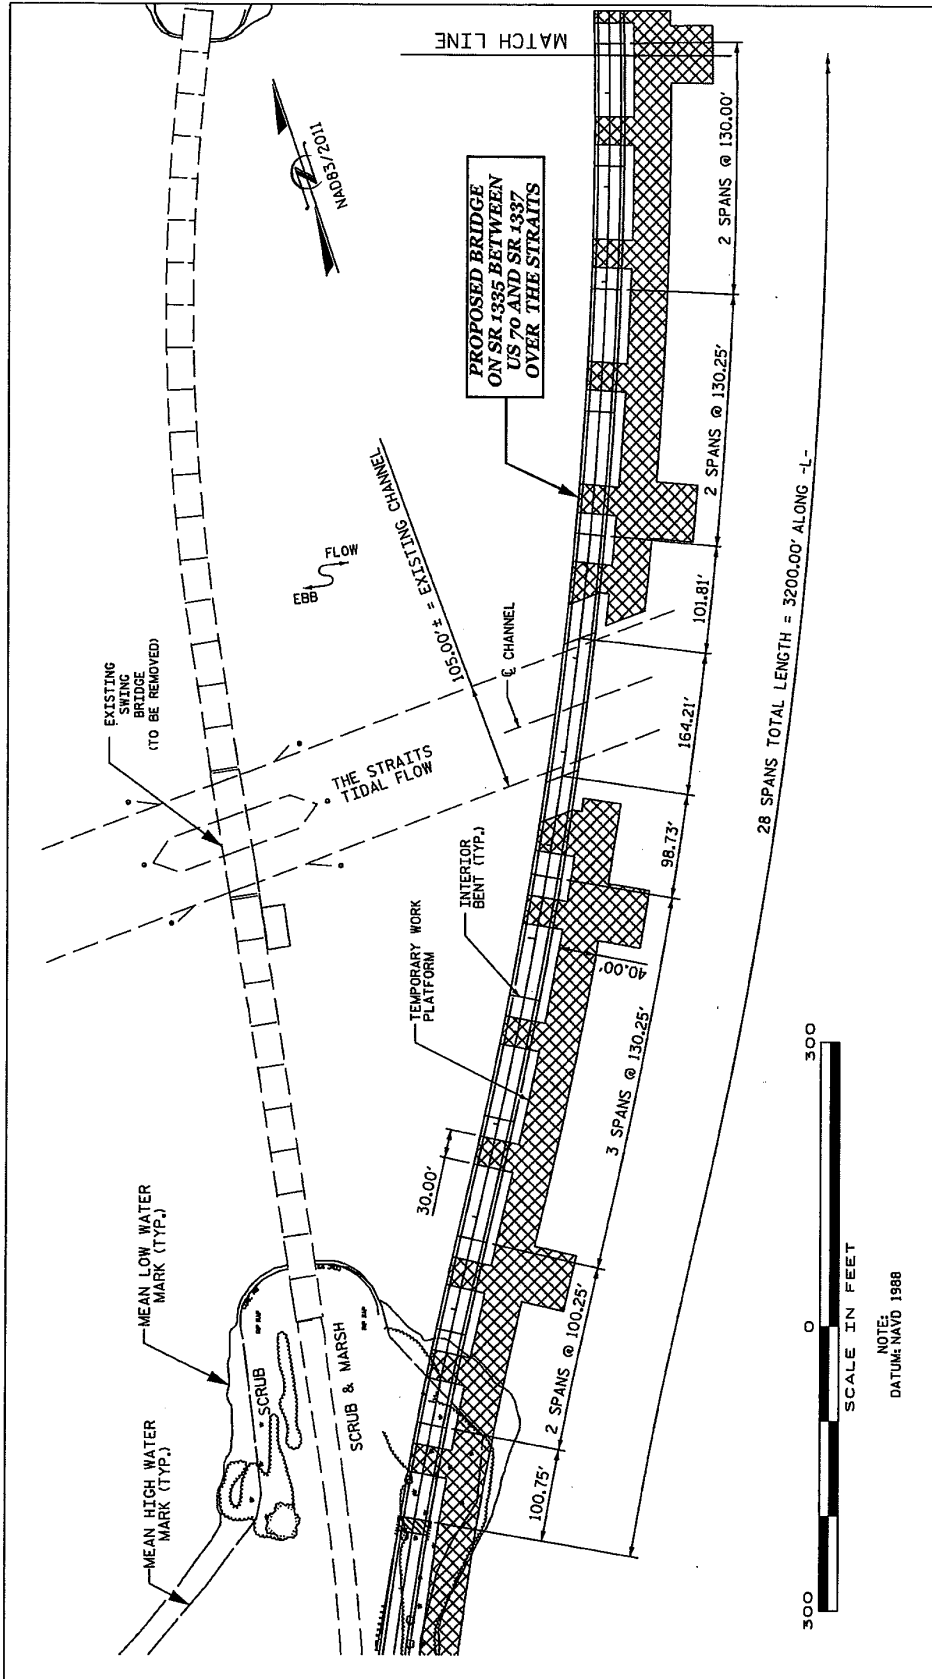 MATCH LINE
NAD83/2011
PROPOSED BRIDGE
ON SR 1335 BETWEEN
US 70 AND SR 1337
OVER THE STRAITS
2 SPANS @ 130.00'
2 SPANS @ 130.25'
101.81'
164.21'
98.73'
3 SPANS @ 130.25'
2 SPANS @ 100.25'
100.75'
28 SPANS TOTAL LENGTH = 3200.00' ALONG -L-
105.00'± = EXISTING CHANNEL
℄ CHANNEL
EBB
FLOW
EXISTING
SWING
BRIDGE
(TO BE REMOVED)
THE STRAITS
TIDAL FLOW
INTERIOR
BENT (TYP.)
TEMPORARY WORK
PLATFORM
40.00'
30.00'
MEAN LOW WATER
MARK (TYP.)
MEAN HIGH WATER
MARK (TYP.)
SCRUB
SCRUB & MARSH
RIP RAP
RIP RAP
300
0
300
SCALE IN FEET
NOTE:
DATUM: NAVD 1988